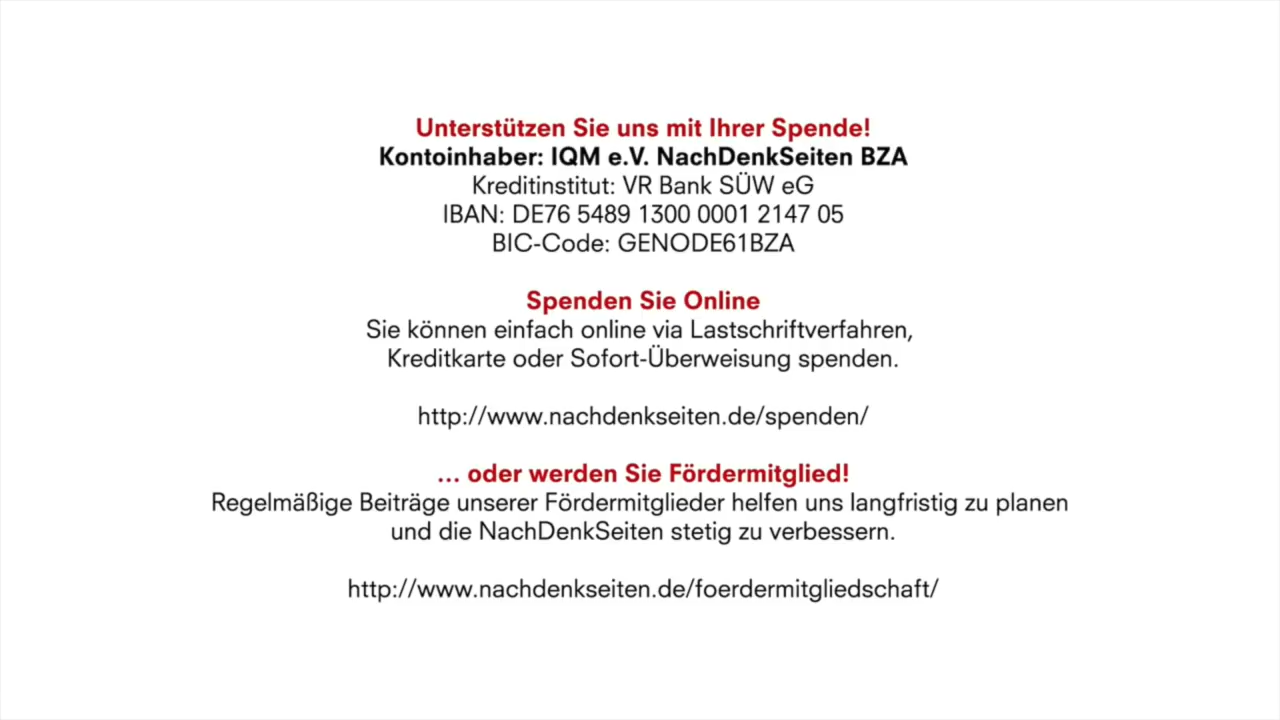 Unterstützen Sie uns mit Ihrer Spende!
Kontoinhaber: IQM e.V. NachDenkSeiten BZA
Kreditinstitut: VR Bank SÜW eG
IBAN: DE76 5489 1300 0001 2147 05
BIC-Code: GENODE61BZA
Spenden Sie Online
Sie können einfach online via Lastschriftverfahren,
Kreditkarte oder Sofort-Überweisung spenden.
http://www.nachdenkseiten.de/spenden/
... oder werden Sie Fördermitglied!
Regelmäßige Beiträge unserer Fördermitglieder helfen uns langfristig zu planen
und die NachDenkSeiten stetig zu verbessern.
http://www.nachdenkseiten.de/foerdermitgliedschaft/